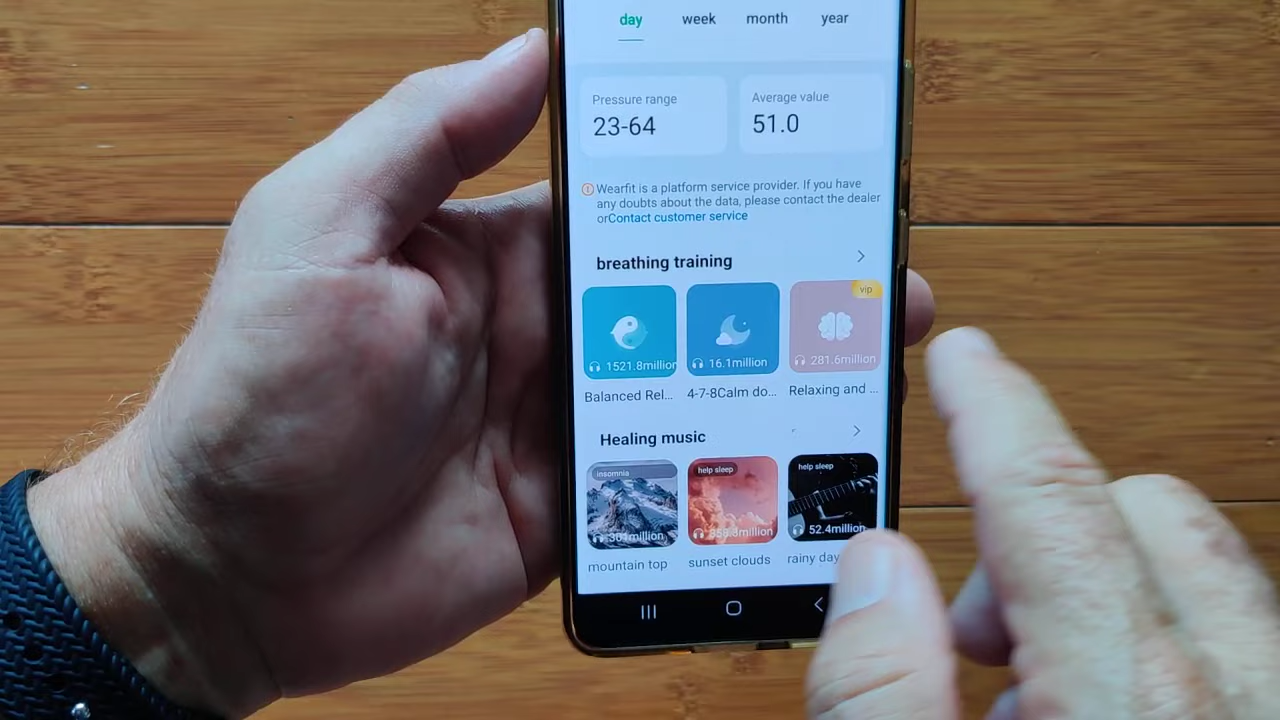 day week month year
Pressure range Average value
23-64 51.0
Wearfit is a platform service provider. If you have
any doubts about the data, please contact the dealer
orContact customer service
breathing training
vip
1521.8million 16.1million 281.6million
Balanced Rel... 4-7-8Calm do... Relaxing and ...
Healing music
insomnia help sleep help sleep
301million 858.8million 52.4million
mountain top sunset clouds rainy day